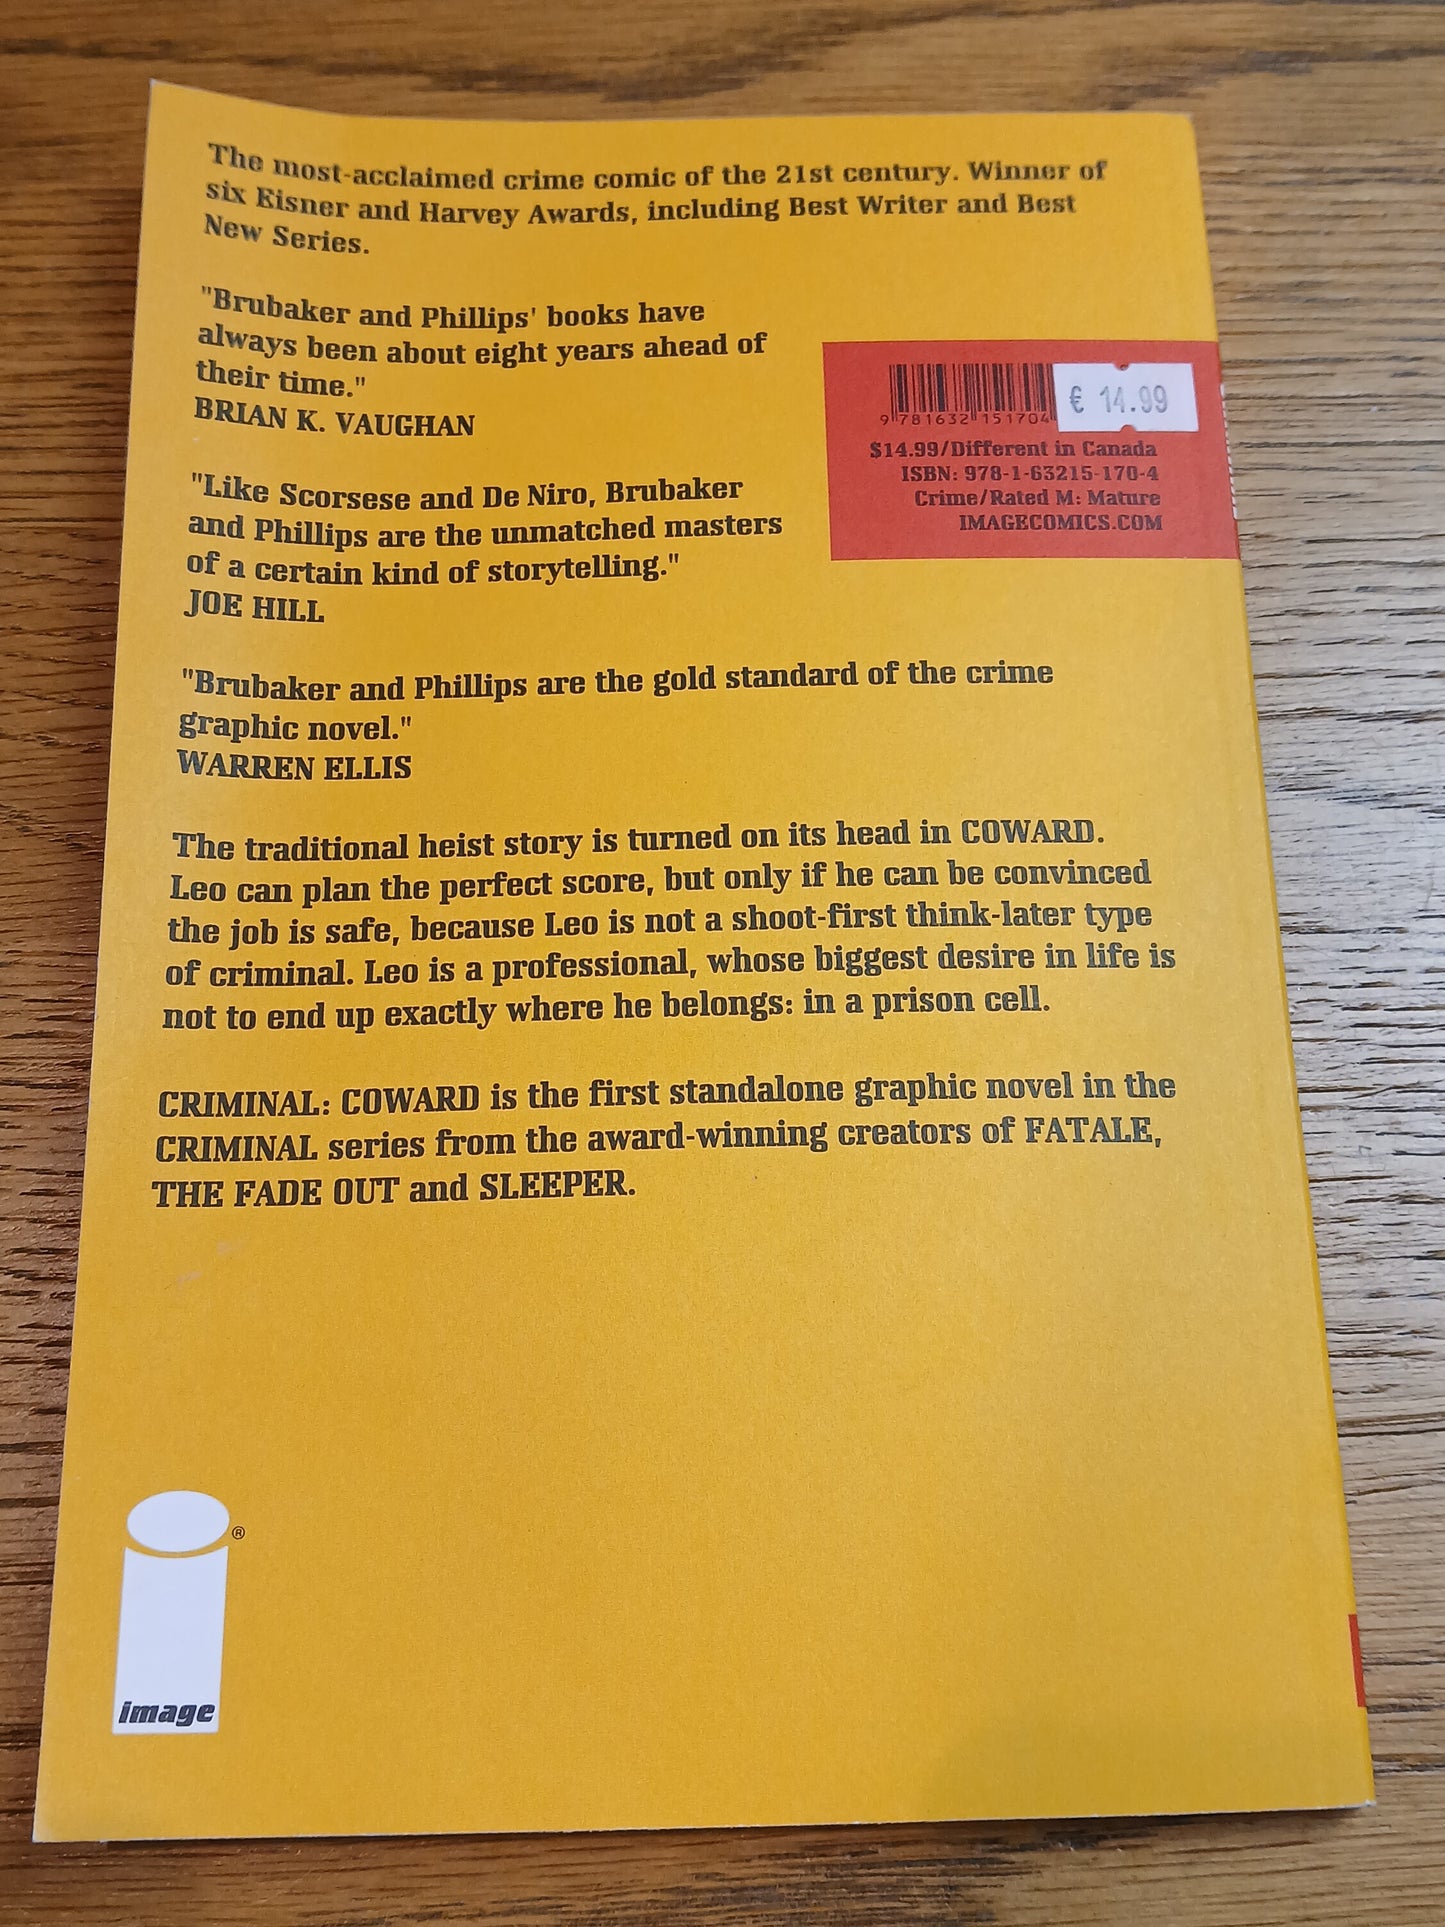 The most-acclaimed crime comic of the 21st century. Winner of
six Eisner and Harvey Awards, including Best Writer and Best
New Series.
"Brubaker and Phillips' books have
always been about eight years ahead of
their time."
BRIAN K. VAUGHAN
"Like Scorsese and De Niro, Brubaker
and Phillips are the unmatched masters
of a certain kind of storytelling."
JOE HILL
€ 14.99
9 781632 151704
$14.99/Different in Canada
ISBN: 978-1-63215-170-4
Crime/Rated M: Mature
IMAGECOMICS.COM
"Brubaker and Phillips are the gold standard of the crime
graphic novel."
WARREN ELLIS
The traditional heist story is turned on its head in COWARD.
Leo can plan the perfect score, but only if he can be convinced
the job is safe, because Leo is not a shoot-first think-later type
of criminal. Leo is a professional, whose biggest desire in life is
not to end up exactly where he belongs: in a prison cell.
CRIMINAL: COWARD is the first standalone graphic novel in the
CRIMINAL series from the award-winning creators of FATALE,
THE FADE OUT and SLEEPER.
®
image